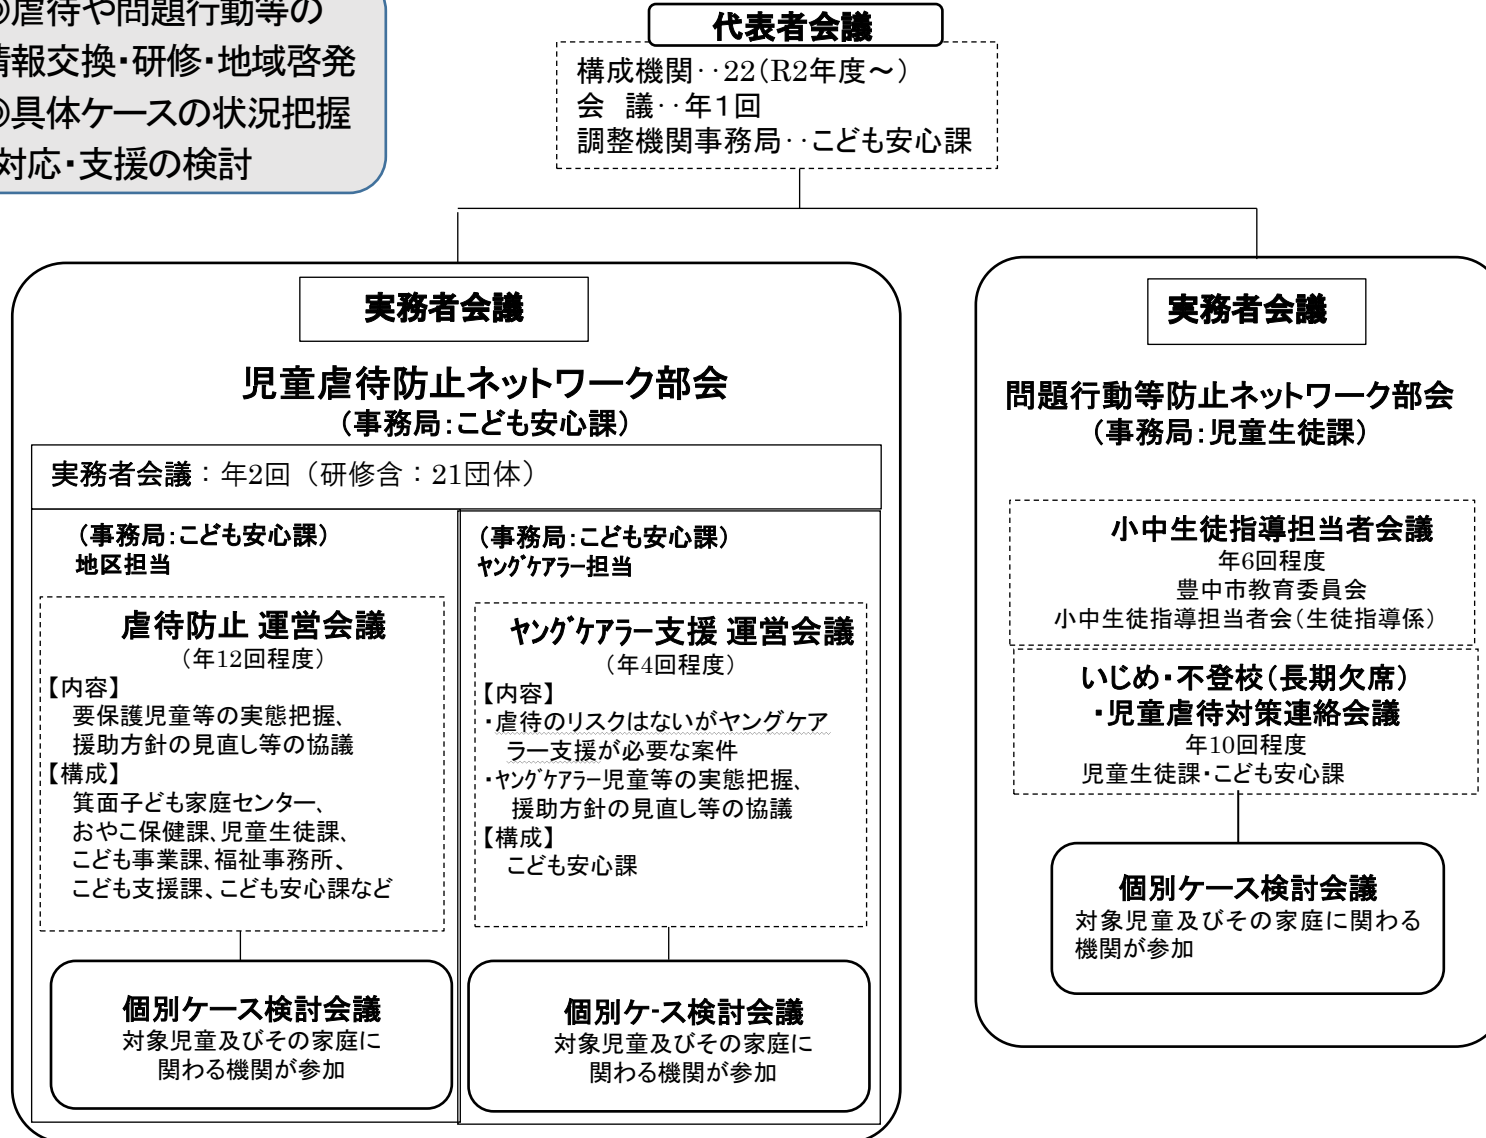 虐待や問題行動等の
情報交換・研修・地域啓発
具体ケースの状況把握
対応・支援の検討
代表者会議
構成機関‥22(R2年度～)
会 議‥年1回
調整機関事務局‥こども安心課
実務者会議
児童虐待防止ネットワーク部会
(事務局:こども安心課)
実務者会議：年2回（研修含：21団体）
(事務局:こども安心課)
地区担当
虐待防止 運営会議
(年12回程度)
【内容】
要保護児童等の実態把握、
援助方針の見直し等の協議
【構成】
箕面子ども家庭センター、
おやこ保健課、児童生徒課、
こども事業課、福祉事務所、
こども支援課、こども安心課など
個別ケース検討会議
対象児童及びその家庭に
関わる機関が参加
(事務局:こども安心課)
ﾔﾝｸﾞｹｱﾗｰ担当
ﾔﾝｸﾞｹｱﾗｰ支援 運営会議
(年4回程度)
【内容】
・虐待のリスクはないがヤングケア
ラー支援が必要な案件
・ﾔﾝｸﾞｹｱﾗｰ児童等の実態把握、
援助方針の見直し等の協議
【構成】
こども安心課
個別ケース検討会議
対象児童及びその家庭に
関わる機関が参加
実務者会議
問題行動等防止ネットワーク部会
(事務局:児童生徒課)
小中生徒指導担当者会議
年6回程度
豊中市教育委員会
小中生徒指導担当者会(生徒指導係)
いじめ・不登校(長期欠席)
・児童虐待対策連絡会議
年10回程度
児童生徒課・こども安心課
個別ケース検討会議
対象児童及びその家庭に関わる
機関が参加